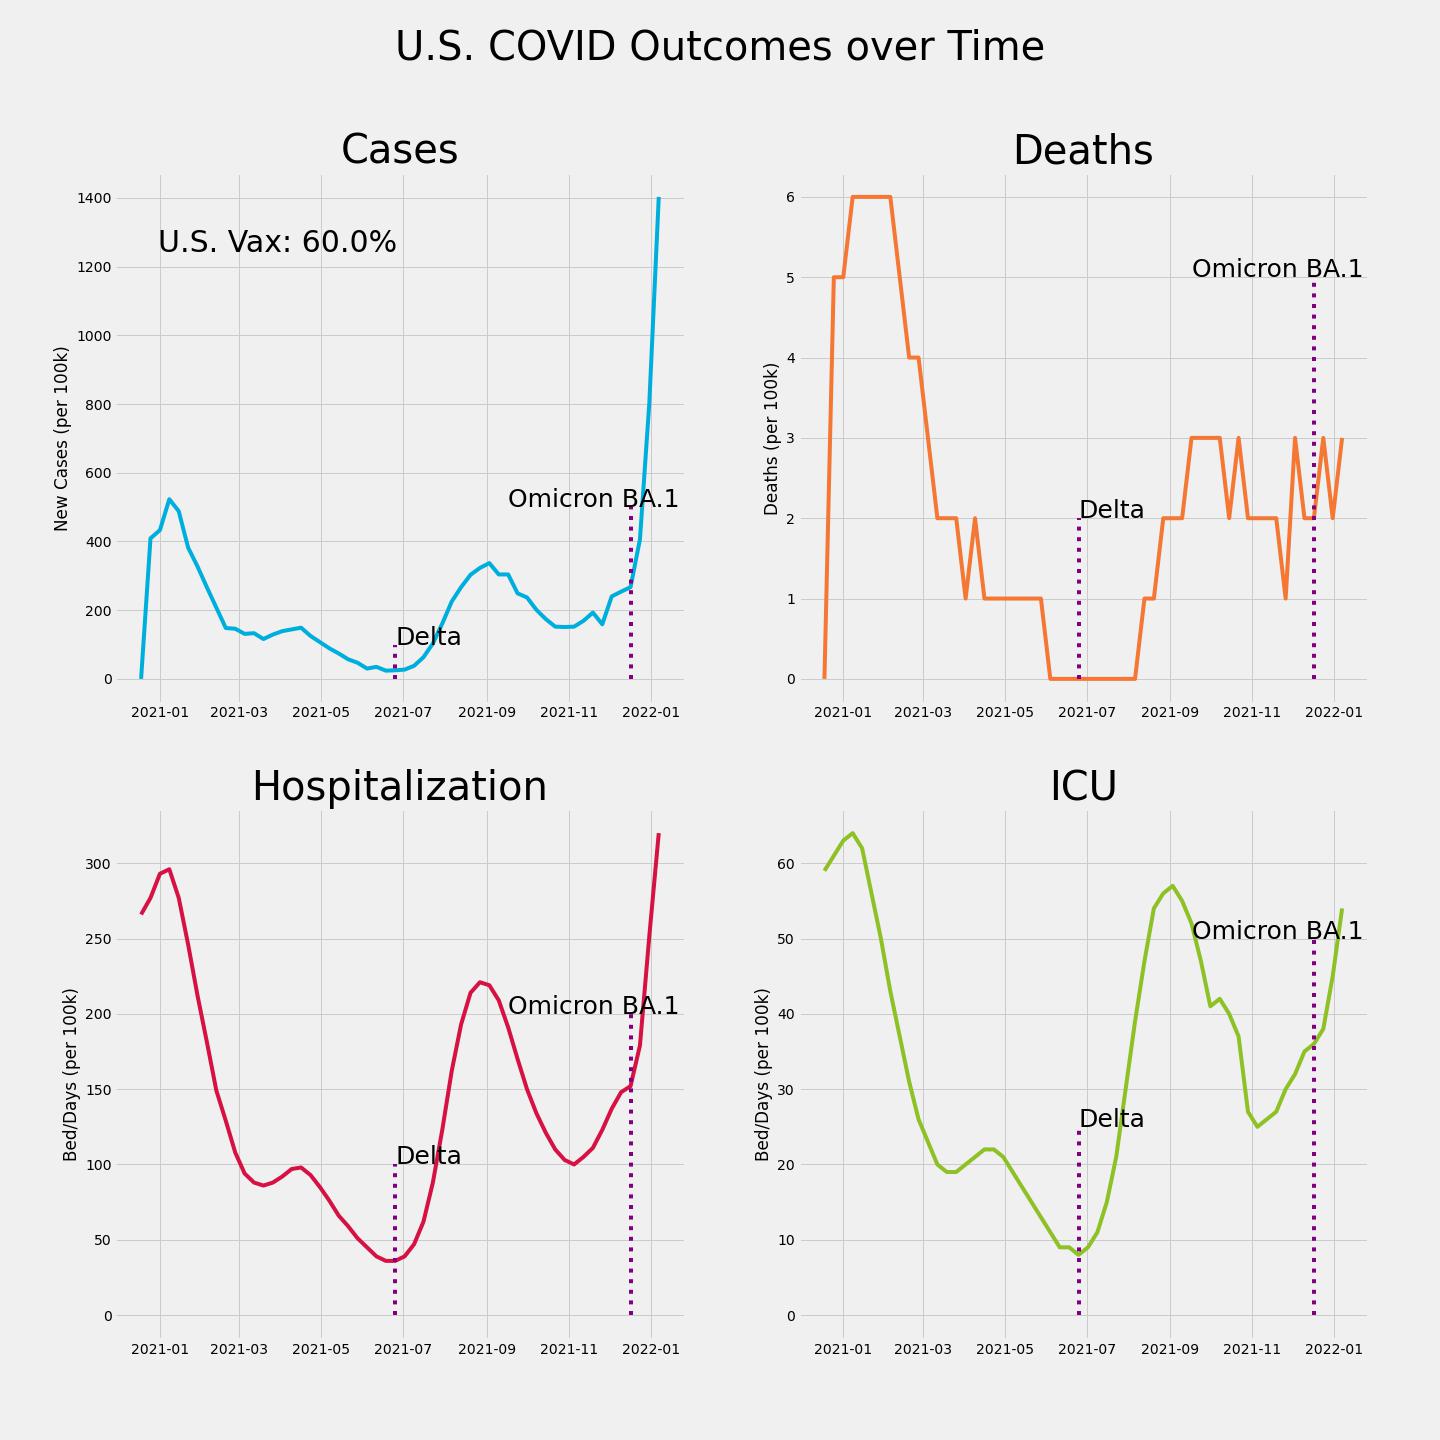 U.S. COVID Outcomes over Time
Cases
New Cases (per 100k)
1400
1200
1000
800
600
400
200
0
U.S. Vax: 60.0%
Omicron BA.1
Delta
2021-01 2021-03 2021-05 2021-07 2021-09 2021-11 2022-01
Deaths
Deaths (per 100k)
6
5
4
3
2
1
0
Omicron BA.1
Delta
2021-01 2021-03 2021-05 2021-07 2021-09 2021-11 2022-01
Hospitalization
Bed/Days (per 100k)
300
250
200
150
100
50
0
Omicron BA.1
Delta
2021-01 2021-03 2021-05 2021-07 2021-09 2021-11 2022-01
ICU
Bed/Days (per 100k)
60
50
40
30
20
10
0
Omicron BA.1
Delta
2021-01 2021-03 2021-05 2021-07 2021-09 2021-11 2022-01